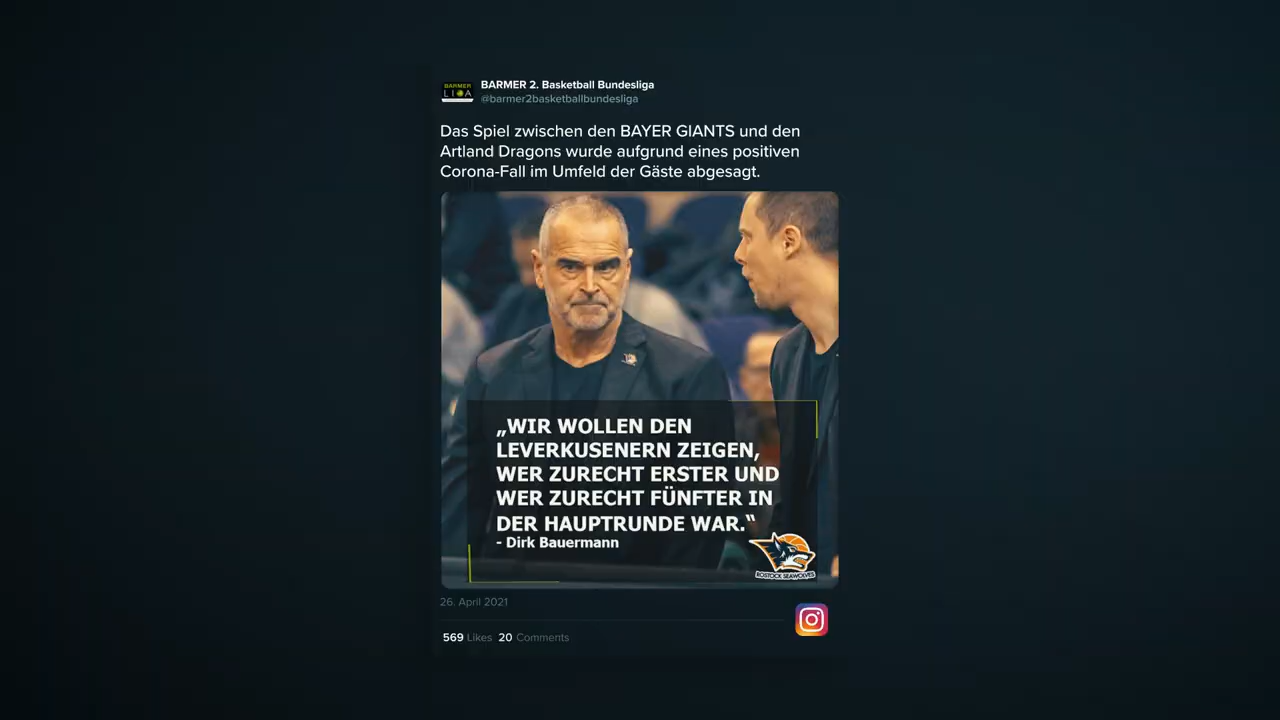 BARMER
LIGA
BARMER 2. Basketball Bundesliga
@barmer2basketballbundesliga
Das Spiel zwischen den BAYER GIANTS und den
Artland Dragons wurde aufgrund eines positiven
Corona-Fall im Umfeld der Gäste abgesagt.
„WIR WOLLEN DEN
LEVERKUSENERN ZEIGEN,
WER ZURECHT ERSTER UND
WER ZURECHT FÜNFTER IN
DER HAUPTRUNDE WAR.“
- Dirk Bauermann
ROSTOCK SEAWOLVES
26. April 2021
569 Likes 20 Comments